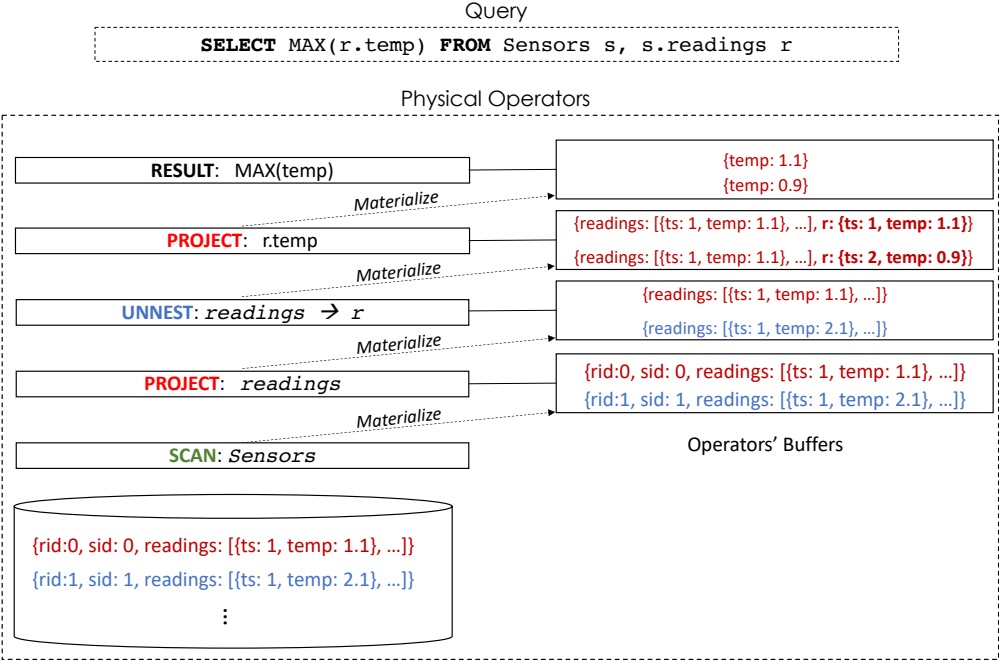 Query
SELECT MAX(r.temp) FROM Sensors s, s.readings r
Physical Operators
RESULT: MAX(temp)
{temp: 1.1}
{temp: 0.9}
Materialize
PROJECT: r.temp
{readings: [{ts: 1, temp: 1.1}, …], r: {ts: 1, temp: 1.1}}
{readings: [{ts: 1, temp: 1.1}, …], r: {ts: 2, temp: 0.9}}
Materialize
UNNEST: readings → r
{readings: [{ts: 1, temp: 1.1}, …]}
{readings: [{ts: 1, temp: 2.1}, …]}
Materialize
PROJECT: readings
{rid:0, sid: 0, readings: [{ts: 1, temp: 1.1}, …]}
{rid:1, sid: 1, readings: [{ts: 1, temp: 2.1}, …]}
Materialize
SCAN: Sensors
Operators’ Buffers
{rid:0, sid: 0, readings: [{ts: 1, temp: 1.1}, …]}
{rid:1, sid: 1, readings: [{ts: 1, temp: 2.1}, …]}
⋮